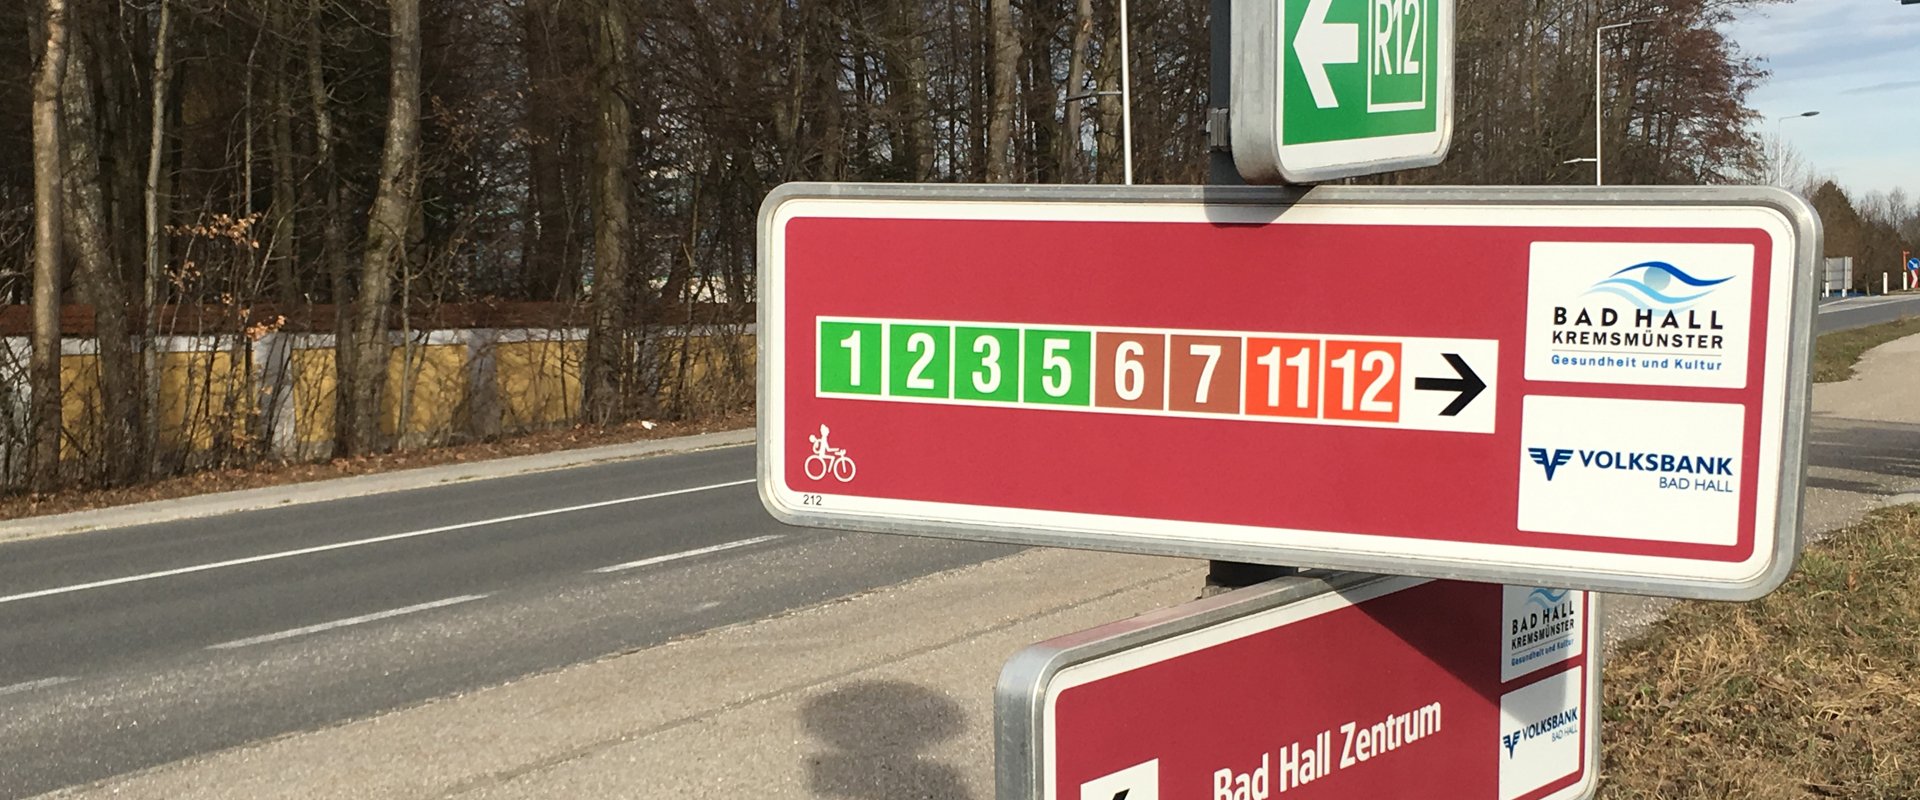 R12
1 2 3 5 6 7 11 12
BAD HALL
KREMSMÜNSTER
Gesundheit und Kultur
VOLKSBANK
BAD HALL
212
BAD HALL
KREMSMÜNSTER
Gesundheit und Kultur
Bad Hall Zentrum
VOLKSBANK
BAD HALL